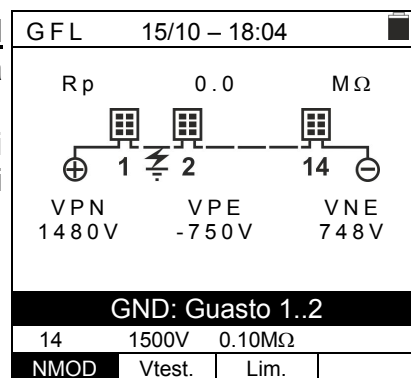 GFL 15/10 – 18:04
Rp 0.0 MΩ
1 2 14
VPN VPE VNE
1480V -750V 748V
GND: Guasto 1..2
14 1500V 0.10MΩ
NMOD Vtest. Lim.